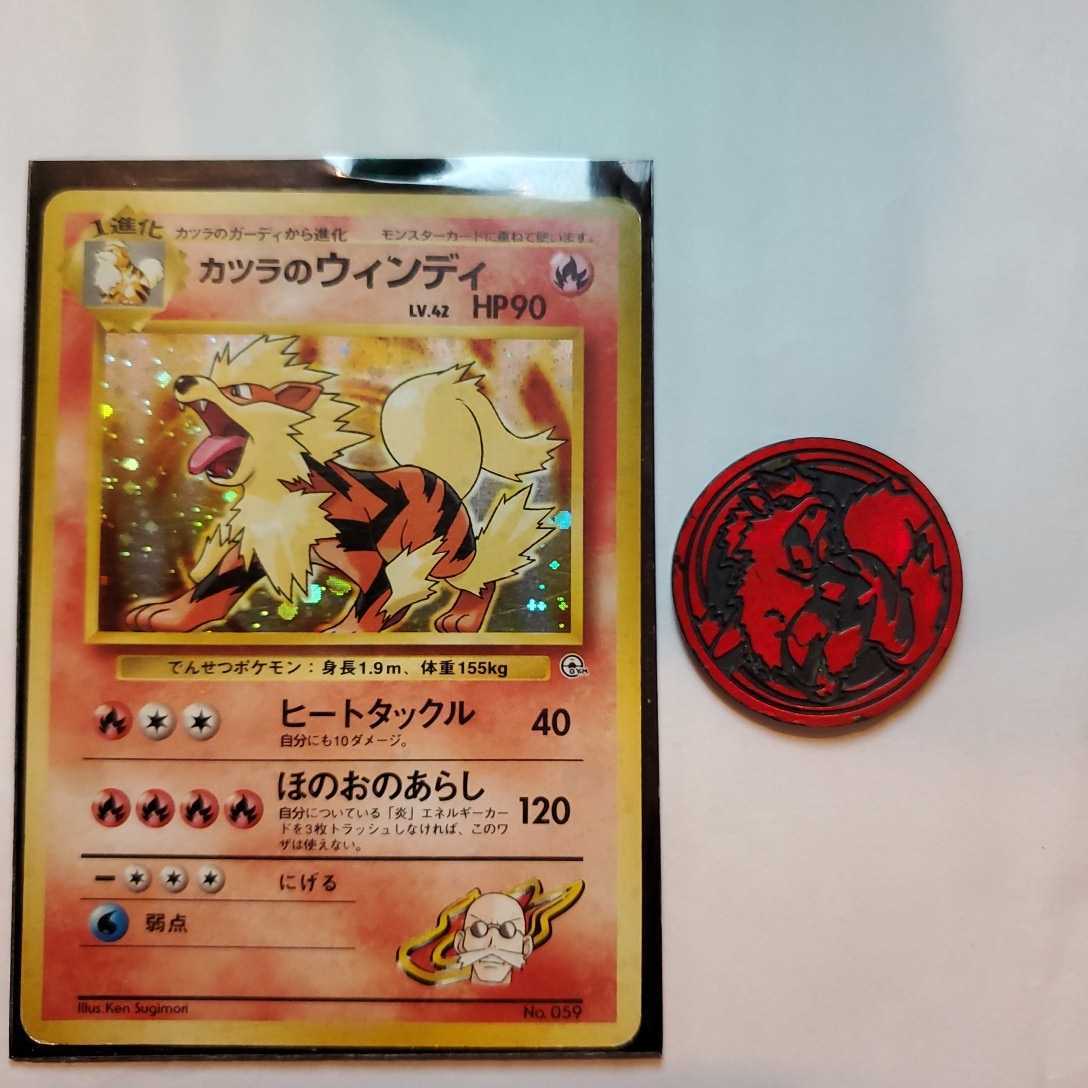 1進化 カツラのガーディから進化 モンスターカードに重ねて使います。
カツラのウィンディ
LV.42 HP90
でんせつポケモン：身長1.9m、体重155kg
ヒートタックル 40
自分にも10ダメージ。
ほのおのあらし 120
自分についている「炎」エネルギーカー
ドを3枚トラッシュしなければ、このワ
ザは使えない。
にげる
弱点
Illus.Ken Sugimori No. 059